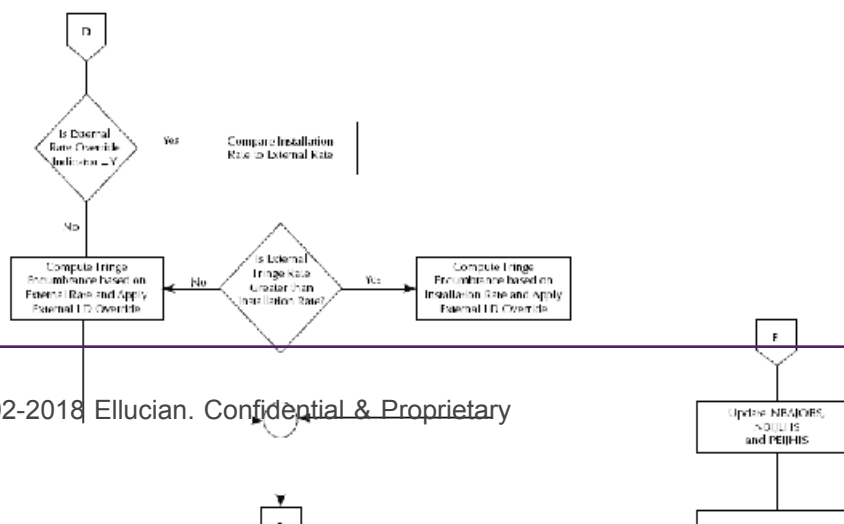 D
Is External
Rate Override
Indicator = Y
Yes
Compare Installation
Rate to External Rate
No
Compute Fringe
Encumbrance based on
External Rate and Apply
External LD Override
No
Is External
Fringe Rate
Greater than
Installation Rate?
Yes
Compute Fringe
Encumbrance based on
Installation Rate and Apply
External LD Override
F
02-2018 Ellucian. Confidential & Proprietary
Update NBAJOBS,
and PEIJHIS